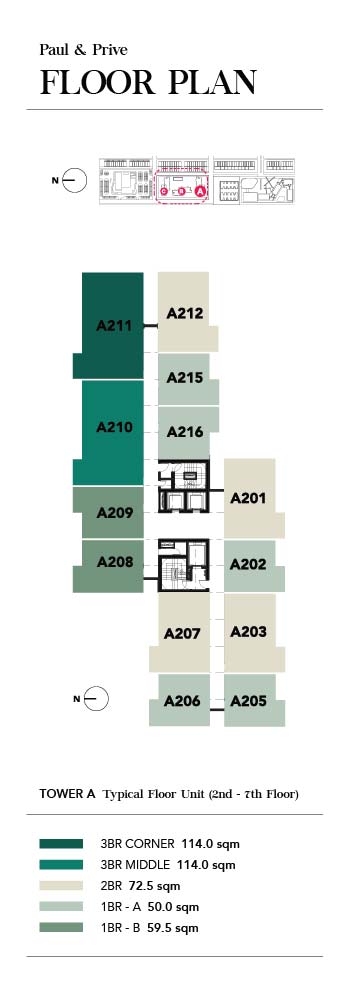 Paul & Prive
FLOOR PLAN
N
C
B
A
A211
A212
A215
A210
A216
A201
A209
A208
A202
A207
A203
N
A206
A205
TOWER A Typical Floor Unit (2nd - 7th Floor)
3BR CORNER 114.0 sqm
3BR MIDDLE 114.0 sqm
2BR 72.5 sqm
1BR - A 50.0 sqm
1BR - B 59.5 sqm